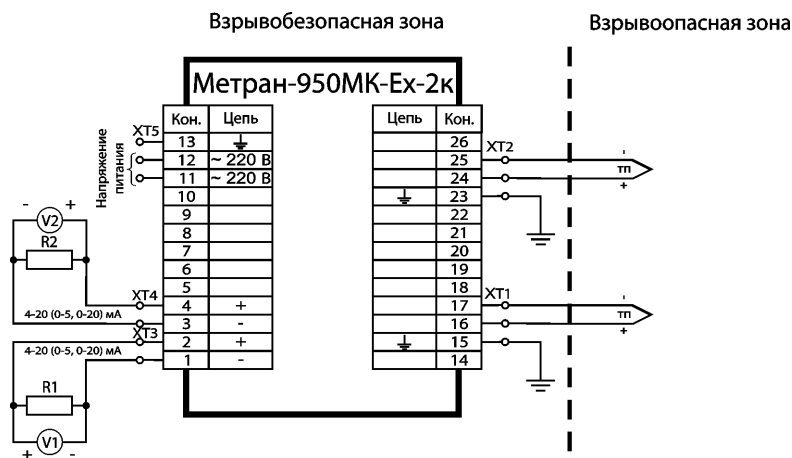 Взрывобезопасная зона
Взрывоопасная зона
Метран-950МК-Ех-2к
Кон. Цепь
Цепь Кон.
XT5
Напряжение питания
13
12 ~ 220 В
11 ~ 220 В
10
9
8
7
6
5
4 +
3 -
2 +
1 -
26
25
24
23
22
21
20
19
18
17
16
15
14
XT2
-
ТП
+
XT1
-
ТП
+
- V2 +
R2
XT4
4-20 (0-5, 0-20) мА
XT3
4-20 (0-5, 0-20) мА
R1
+ V1 -